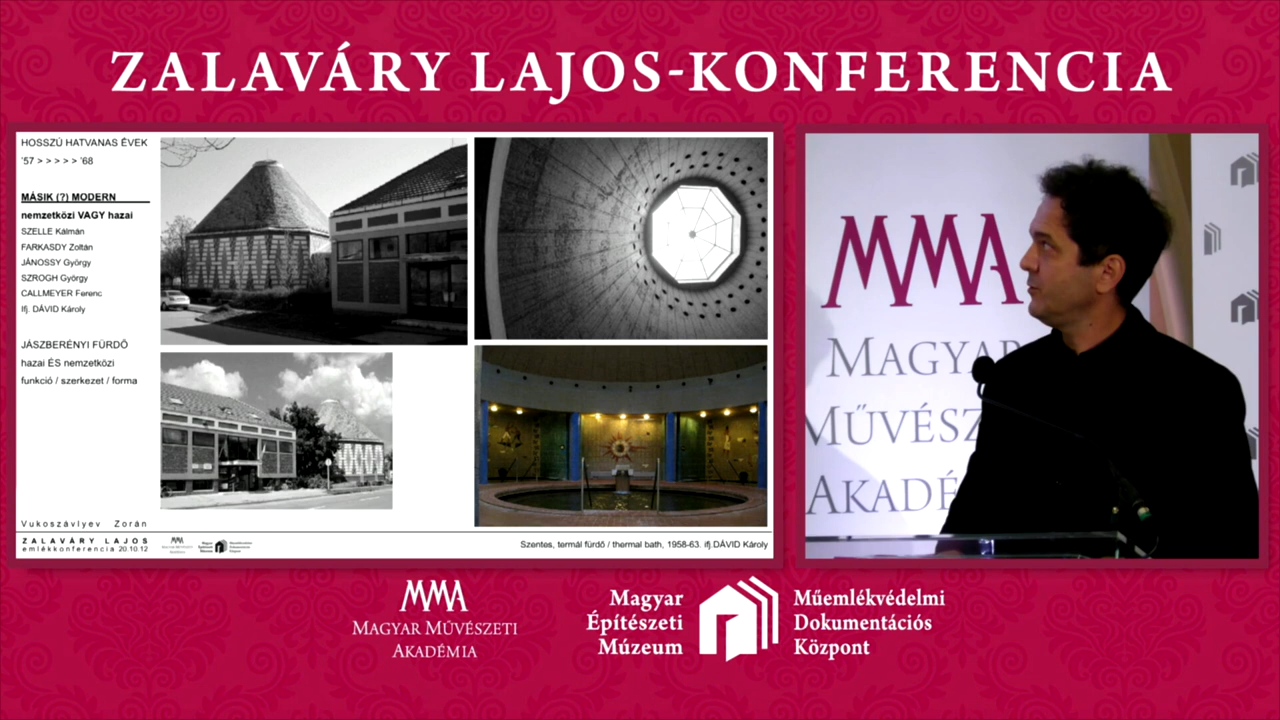 ZALAVÁRY LAJOS-KONFERENCIA
HOSSZÚ HATVANAS ÉVEK
'57 > > > > > '68
MÁSIK (?) MODERN
nemzetközi VAGY hazai
SZELLE Kálmán
FARKASDY Zoltán
JÁNOSSY György
SZROGH György
CALLMEYER Ferenc
Ifj. DÁVID Károly
JÁSZBERÉNYI FÜRDŐ
hazai ÉS nemzetközi
funkció / szerkezet / forma
Vukoszávlyev Zorán
ZALAVÁRY LAJOS
emlékkonferencia 20.10.12
Szentes, termál fürdő / thermal bath, 1958-63. ifj.DÁVID Károly
MMA
MAGYAR
MŰVÉSZ
AKADÉ
MMA
MAGYAR MŰVÉSZETI
AKADÉMIA
Magyar
Építészeti
Múzeum
Műemlékvédelmi
Dokumentációs
Központ